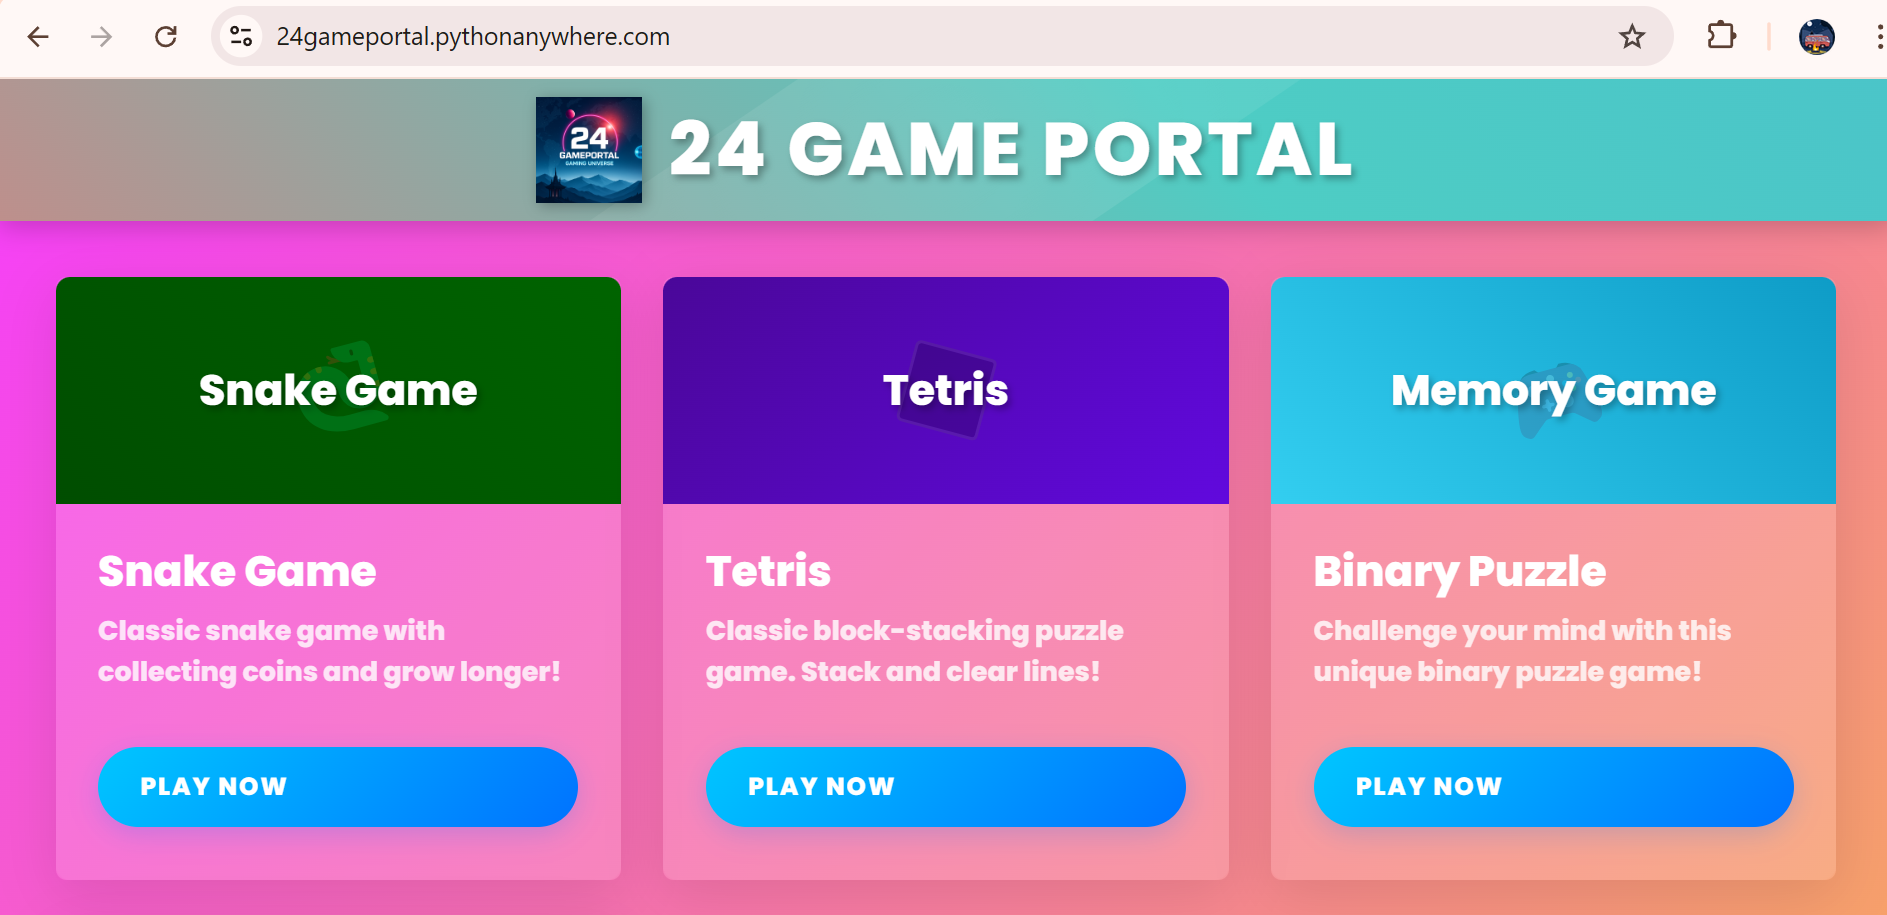 24gameportal.pythonanywhere.com
24
GAMEPORTAL
GAMING UNIVERSE
24 GAME PORTAL
Snake Game
Tetris
Memory Game
Snake Game
Classic snake game with
collecting coins and grow longer!
PLAY NOW
Tetris
Classic block-stacking puzzle
game. Stack and clear lines!
PLAY NOW
Binary Puzzle
Challenge your mind with this
unique binary puzzle game!
PLAY NOW